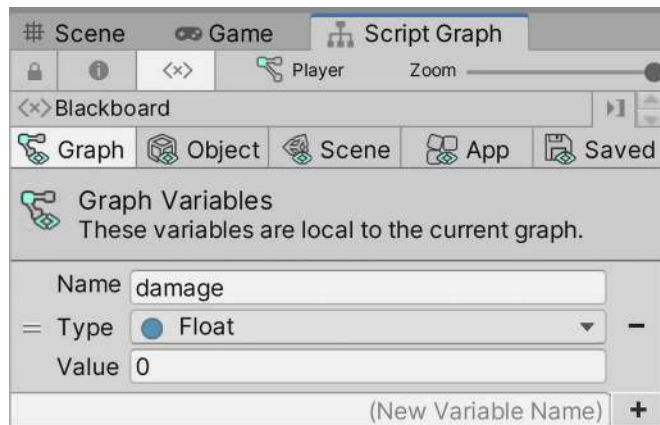 Scene Game Script Graph
Player Zoom
Blackboard
Graph Object Scene App Saved
Graph Variables
These variables are local to the current graph.
Name damage
Type Float
Value 0
(New Variable Name)